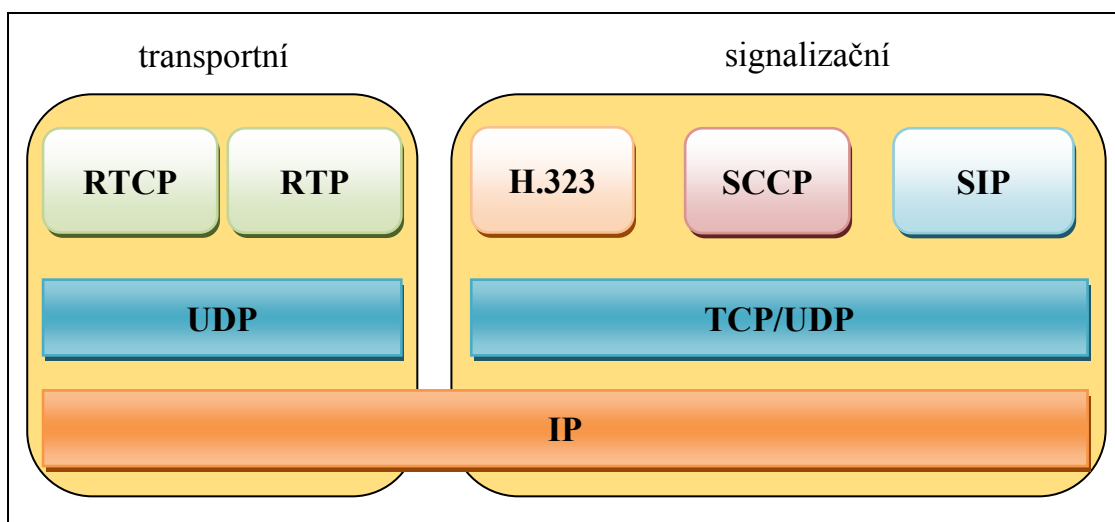 transportní
signalizační
RTCP
RTP
H.323
SCCP
SIP
UDP
TCP/UDP
IP